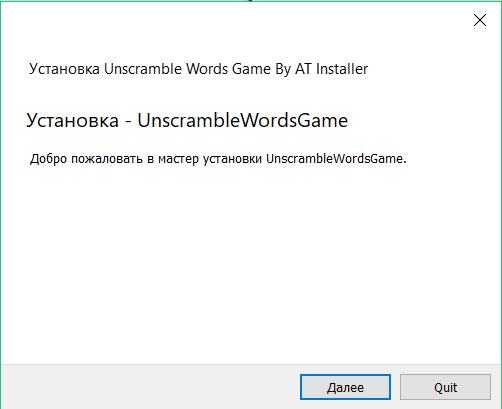 Установка Unscramble Words Game By AT Installer
Установка - UnscrambleWordsGame
Добро пожаловать в мастер установки UnscrambleWordsGame.
Далее
Quit